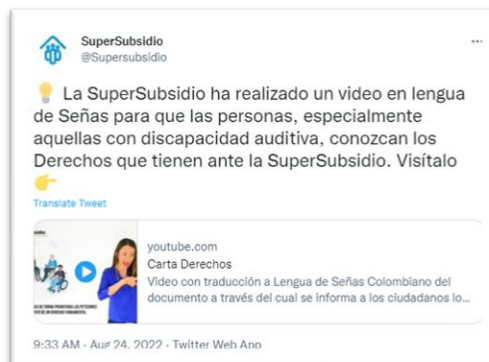 SuperSubsidio
@Supersubsidio
La SuperSubsidio ha realizado un video en lengua
de Señas para que las personas, especialmente
aquellas con discapacidad auditiva, conozcan los
Derechos que tienen ante la SuperSubsidio. Visítalo
Translate Tweet
youtube.com
Carta Derechos
Video con traducción a Lengua de Señas Colombiano del
documento a través del cual se informa a los ciudadanos lo...
9:33 AM · Aug 24, 2022 · Twitter Web App